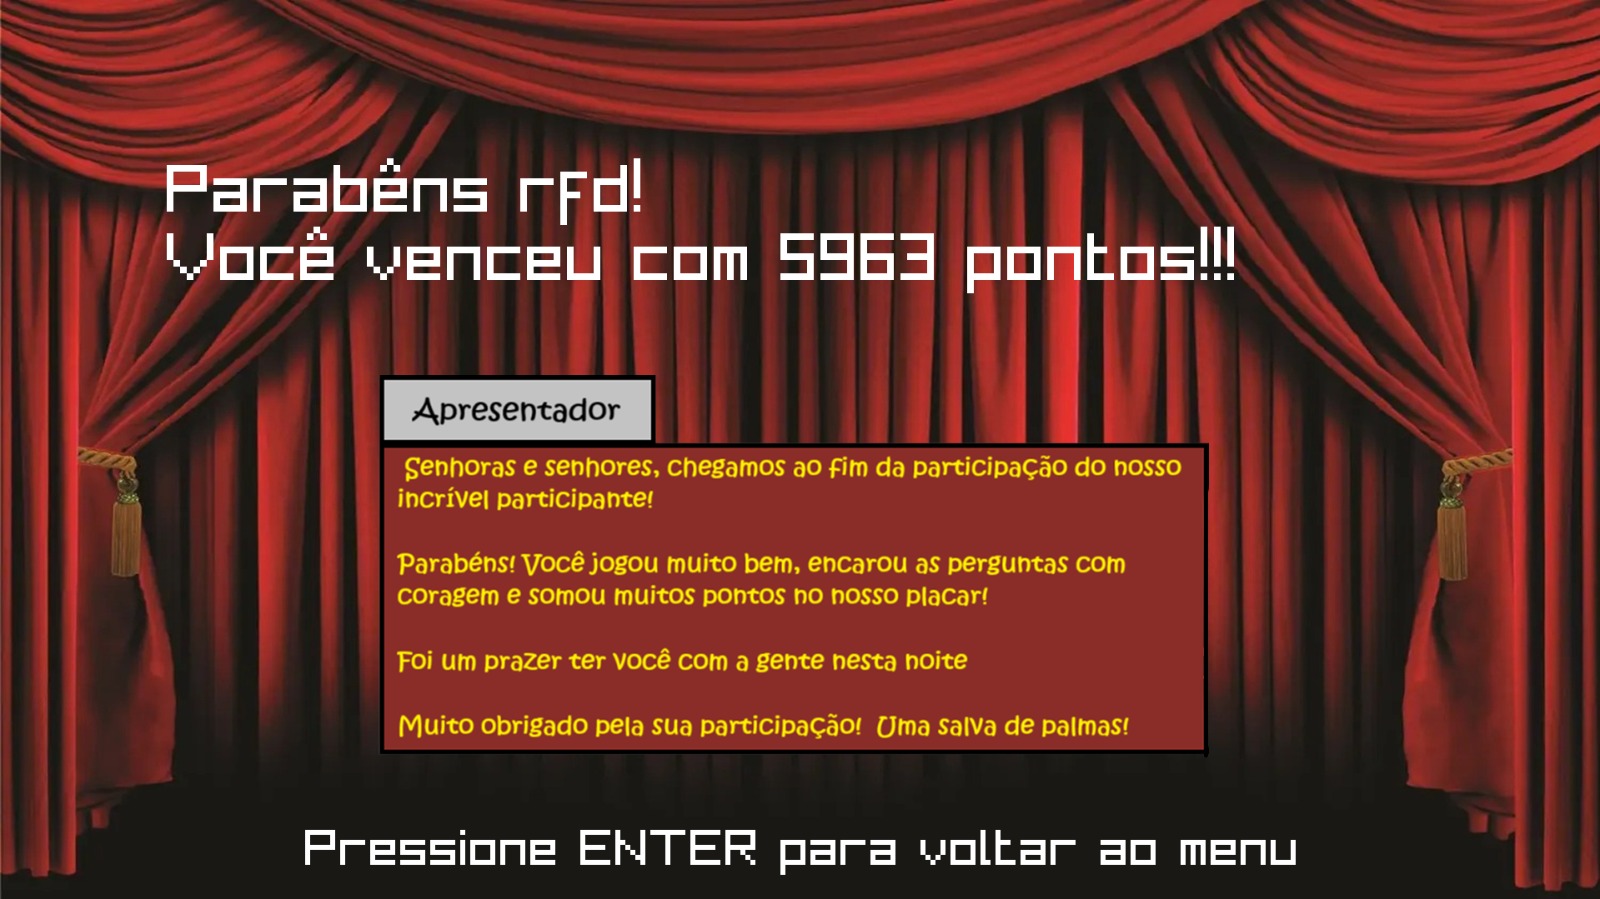 Parabêns rfd!
Você venceu com 5963 pontos!!!
Apresentador
Senhoras e senhores, chegamos ao fim da participação do nosso
incrível participante!
Parabéns! Você jogou muito bem, encarou as perguntas com
coragem e somou muitos pontos no nosso placar!
Foi um prazer ter você com a gente nesta noite
Muito obrigado pela sua participação! Uma salva de palmas!
Pressione ENTER para voltar ao menu